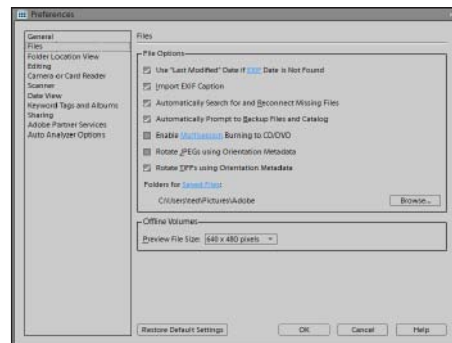 Preferences
General
Files
Folder Location View
Editing
Camera or Card Reader
Scanner
Date View
Keyword Tags and Albums
Sharing
Adobe Partner Services
Auto Analyzer Options
Files
File Options
Use "Last Modified" Date if EXIF Date is Not Found
Import EXIF Caption
Automatically Search for and Reconnect Missing Files
Automatically Prompt to Backup Files and Catalog
Enable Multisession Burning to CD/DVD
Rotate JPEGs using Orientation Metadata
Rotate TIFFs using Orientation Metadata
Folders for Saved Files:
C:\Users\ted\Pictures\Adobe
Browse...
Offline Volumes
Preview File Size: 640 x 480 pixels
Restore Default Settings
OK
Cancel
Help